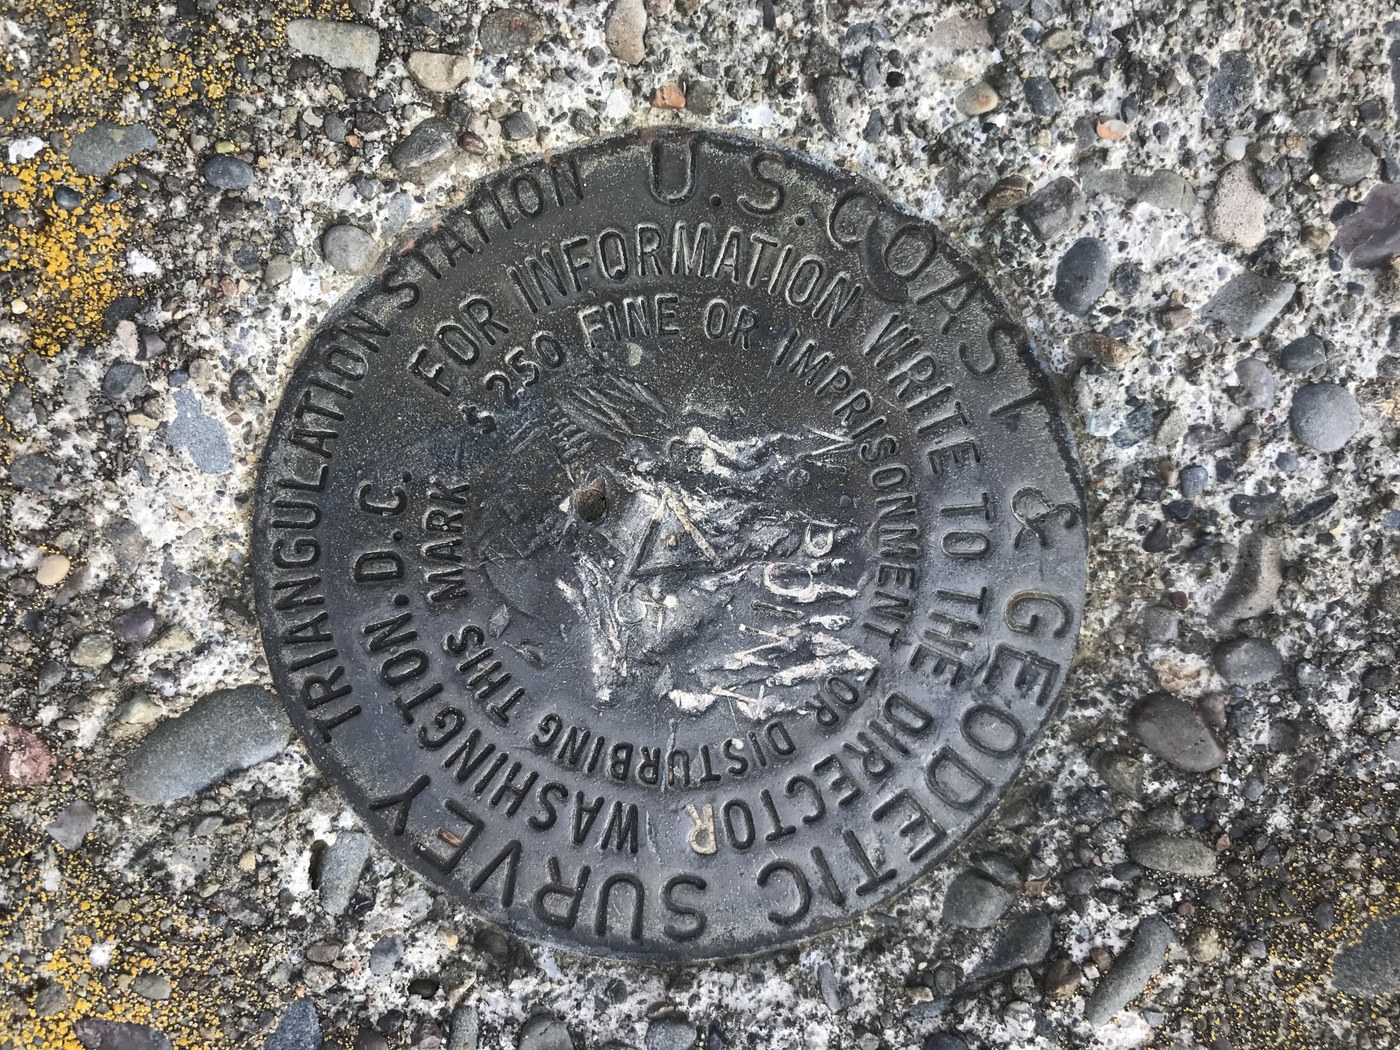 U.S. COAST & GEODETIC SURVEY
TRIANGULATION STATION
FOR INFORMATION WRITE TO THE DIRECTOR
WASHINGTON. D.C.
$250 FINE OR IMPRISONMENT FOR DISTURBING THIS MARK